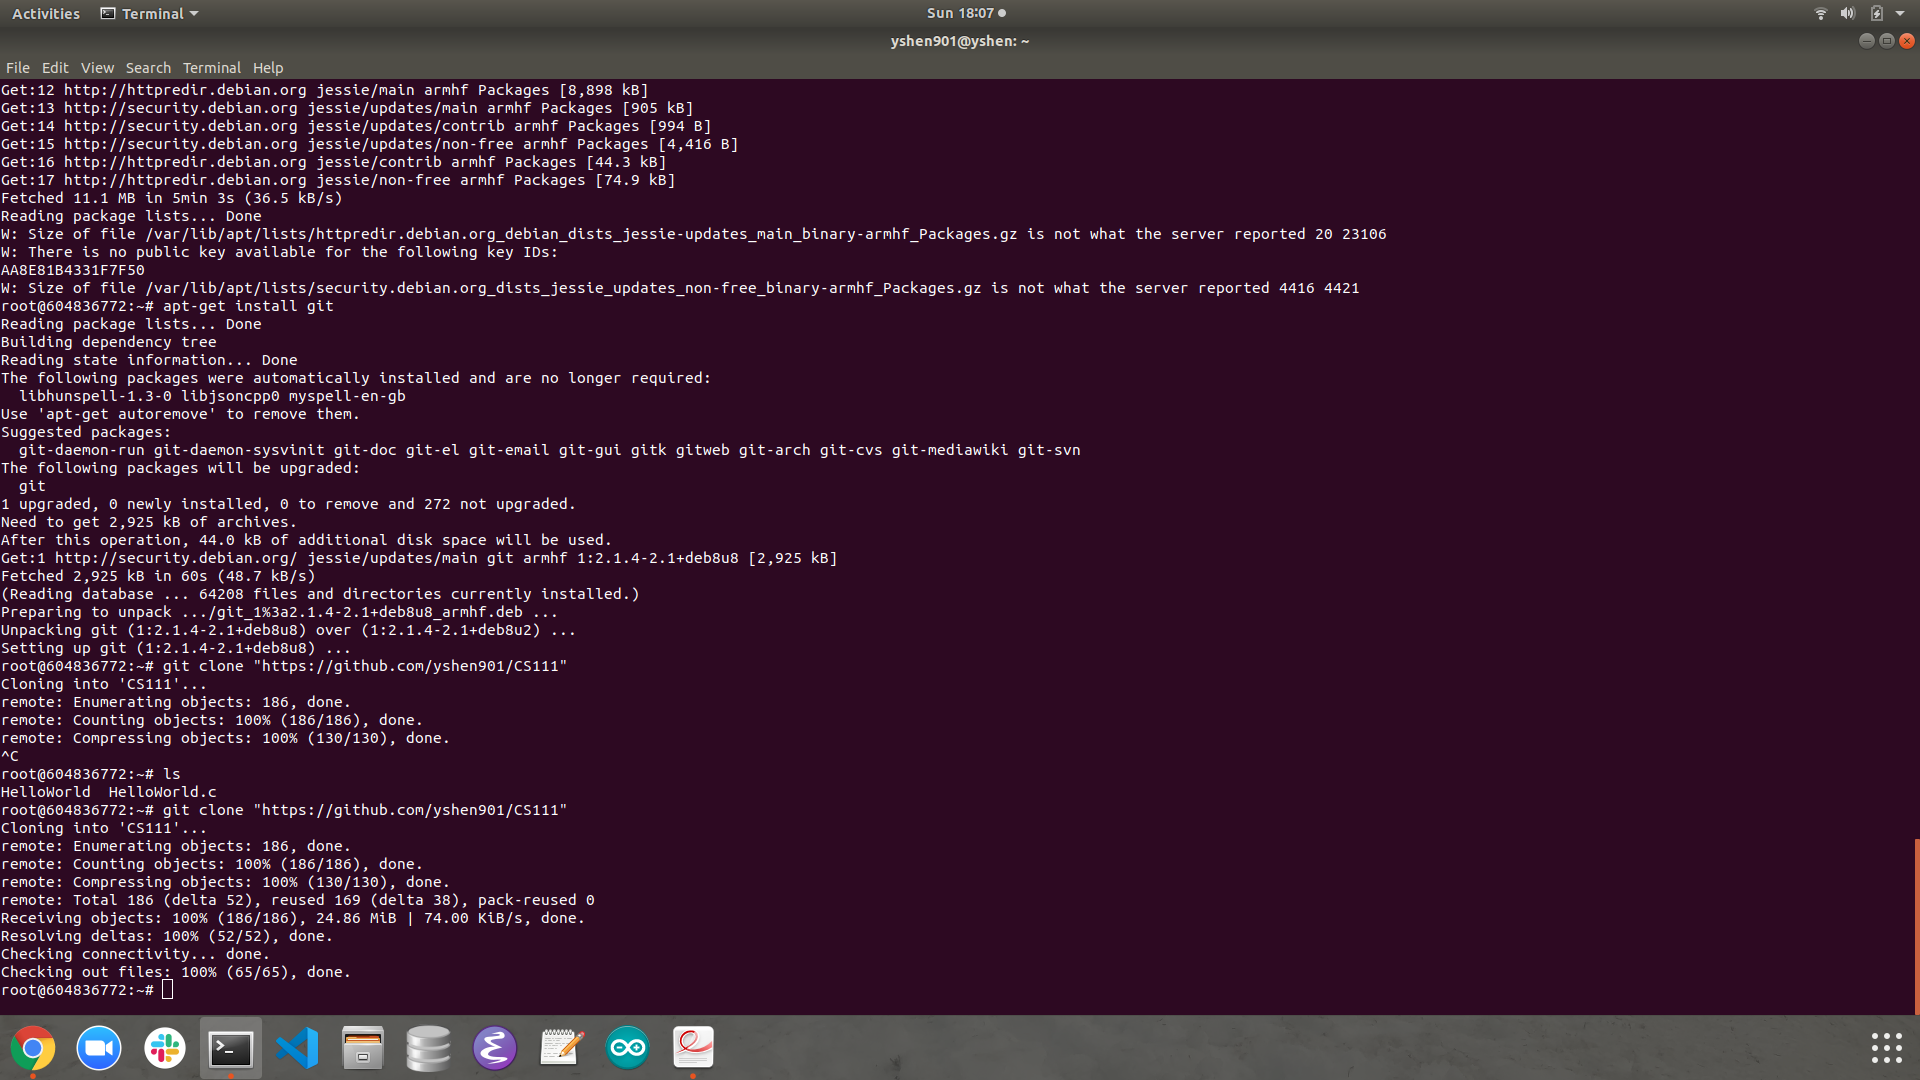 Activities Terminal Sun 18:07
yshen901@yshen: ~
File Edit View Search Terminal Help
Get:12 http://httpredir.debian.org jessie/main armhf Packages [8,898 kB]
Get:13 http://security.debian.org jessie/updates/main armhf Packages [905 kB]
Get:14 http://security.debian.org jessie/updates/contrib armhf Packages [994 B]
Get:15 http://security.debian.org jessie/updates/non-free armhf Packages [4,416 B]
Get:16 http://httpredir.debian.org jessie/contrib armhf Packages [44.3 kB]
Get:17 http://httpredir.debian.org jessie/non-free armhf Packages [74.9 kB]
Fetched 11.1 MB in 5min 3s (36.5 kB/s)
Reading package lists... Done
W: Size of file /var/lib/apt/lists/httpredir.debian.org_debian_dists_jessie-updates_main_binary-armhf_Packages.gz is not what the server reported 20 23106
W: There is no public key available for the following key IDs:
AA8E81B4331F7F50
W: Size of file /var/lib/apt/lists/security.debian.org_dists_jessie_updates_non-free_binary-armhf_Packages.gz is not what the server reported 4416 4421
root@604836772:~# apt-get install git
Reading package lists... Done
Building dependency tree
Reading state information... Done
The following packages were automatically installed and are no longer required:
  libhunspell-1.3-0 libjsoncpp0 myspell-en-gb
Use 'apt-get autoremove' to remove them.
Suggested packages:
  git-daemon-run git-daemon-sysvinit git-doc git-el git-email git-gui gitk gitweb git-arch git-cvs git-mediawiki git-svn
The following packages will be upgraded:
  git
1 upgraded, 0 newly installed, 0 to remove and 272 not upgraded.
Need to get 2,925 kB of archives.
After this operation, 44.0 kB of additional disk space will be used.
Get:1 http://security.debian.org/ jessie/updates/main git armhf 1:2.1.4-2.1+deb8u8 [2,925 kB]
Fetched 2,925 kB in 60s (48.7 kB/s)
(Reading database ... 64208 files and directories currently installed.)
Preparing to unpack .../git_1%3a2.1.4-2.1+deb8u8_armhf.deb ...
Unpacking git (1:2.1.4-2.1+deb8u8) over (1:2.1.4-2.1+deb8u2) ...
Setting up git (1:2.1.4-2.1+deb8u8) ...
root@604836772:~# git clone "https://github.com/yshen901/CS111"
Cloning into 'CS111'...
remote: Enumerating objects: 186, done.
remote: Counting objects: 100% (186/186), done.
remote: Compressing objects: 100% (130/130), done.
^C
root@604836772:~# ls
HelloWorld  HelloWorld.c
root@604836772:~# git clone "https://github.com/yshen901/CS111"
Cloning into 'CS111'...
remote: Enumerating objects: 186, done.
remote: Counting objects: 100% (186/186), done.
remote: Compressing objects: 100% (130/130), done.
remote: Total 186 (delta 52), reused 169 (delta 38), pack-reused 0
Receiving objects: 100% (186/186), 24.86 MiB | 74.00 KiB/s, done.
Resolving deltas: 100% (52/52), done.
Checking connectivity... done.
Checking out files: 100% (65/65), done.
root@604836772:~#